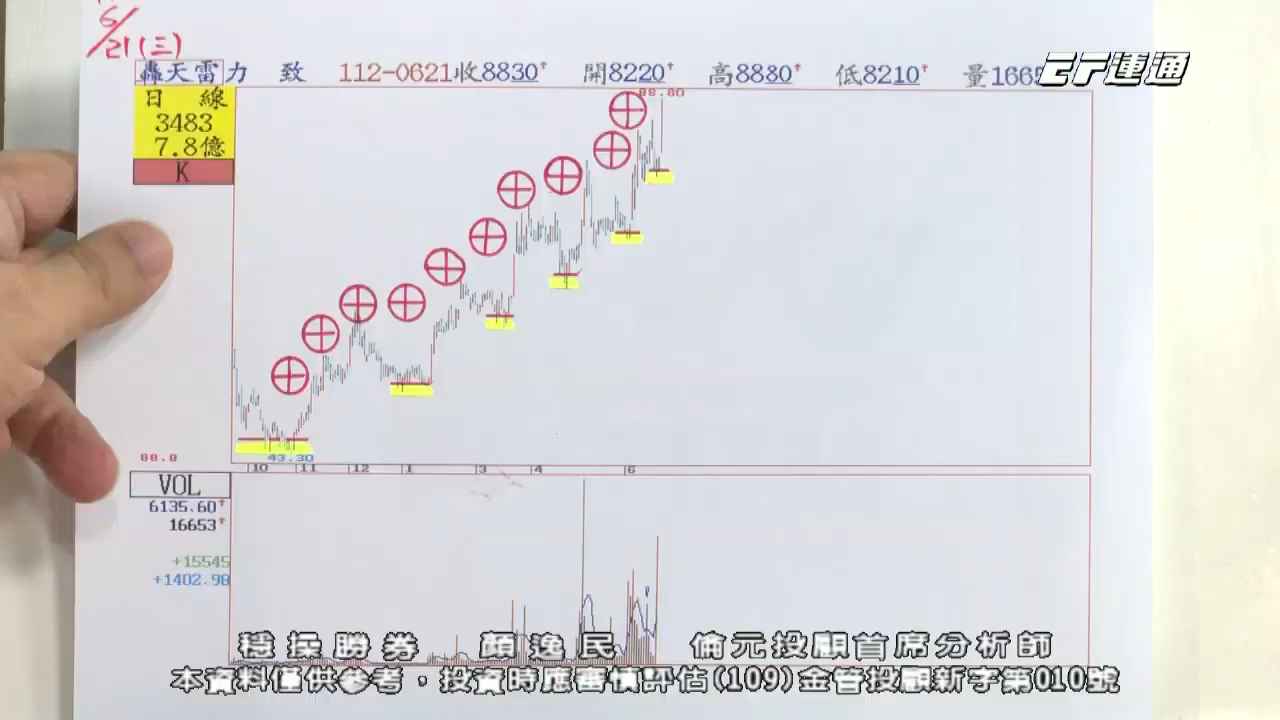 6/21(三)
轟天雷力 致 112-0621收8830↑ 開8220↑ 高8880↑ 低8210↑ 量1665
運通
日 線
3483
7.8億
K
88.80
43.30
88.8
10 11 12 1 3 4 6
VOL
6135.60↑
16653↑
+15545
+1402.98
穩操勝券 顏逸民 倫元投顧首席分析師
本資料僅供參考，投資時應審慎評估(109)金管投顧新字第010號